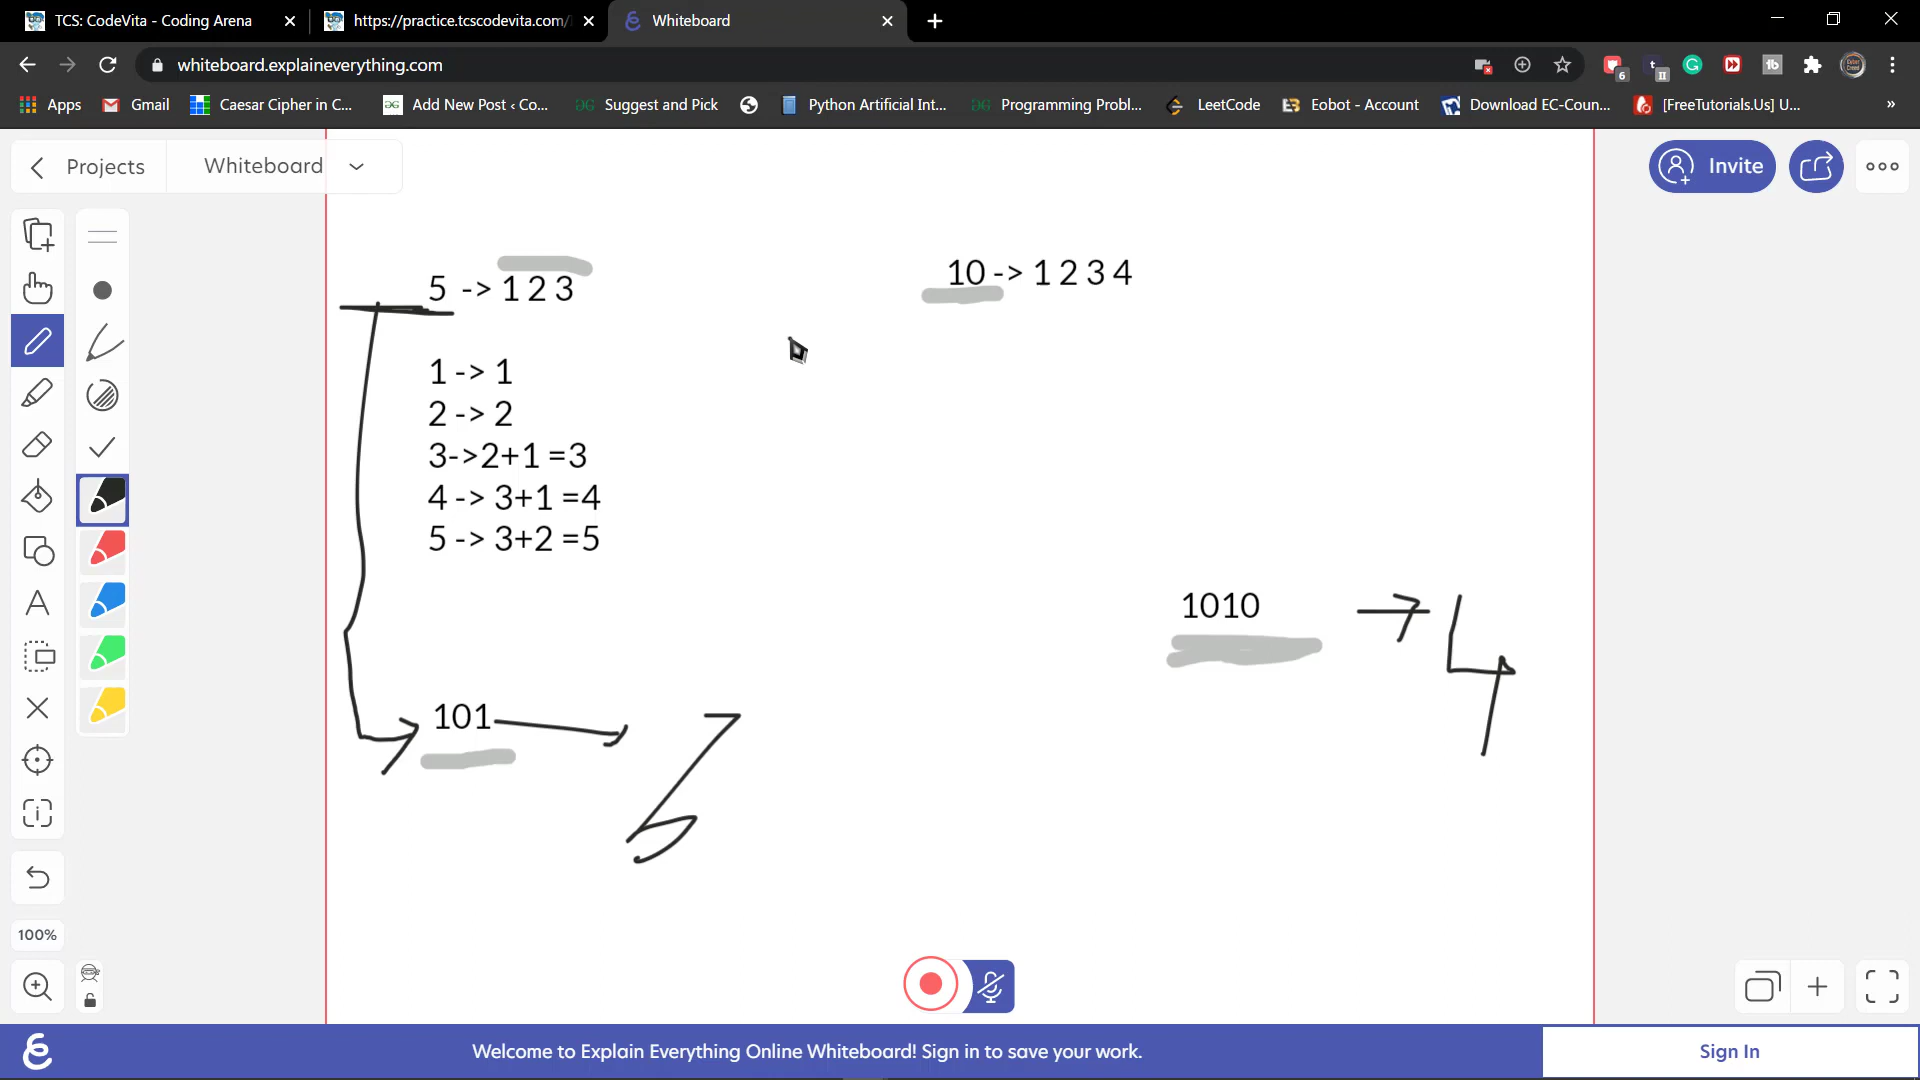 TCS: CodeVita - Coding Arena
https://practice.tcscodevita.com/
Whiteboard
whiteboard.explaineverything.com
6
t
II
G
tb
Apps
Gmail
Caesar Cipher in C...
Add New Post ‹ Co...
Suggest and Pick
Python Artificial Int...
Programming Probl...
LeetCode
Eobot - Account
Download EC-Coun...
[FreeTutorials.Us] U...
»
Projects
Whiteboard
Invite
5 -> 1 2 3
10 -> 1 2 3 4
1 -> 1
2 -> 2
3->2+1 =3
4 -> 3+1 =4
5 -> 3+2 =5
1010
4
101
A
100%
Welcome to Explain Everything Online Whiteboard! Sign in to save your work.
Sign In